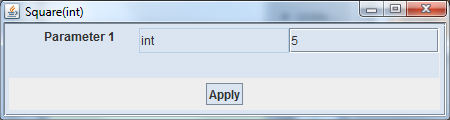 Square(int)
Parameter 1 int 5
Apply